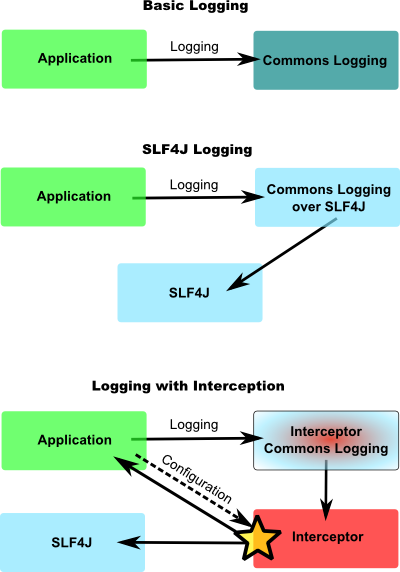 Basic Logging
Application
Logging
Commons Logging
SLF4J Logging
Application
Logging
Commons Logging
over SLF4J
SLF4J
Logging with Interception
Application
Logging
Interceptor
Commons Logging
Configuration
SLF4J
Interceptor